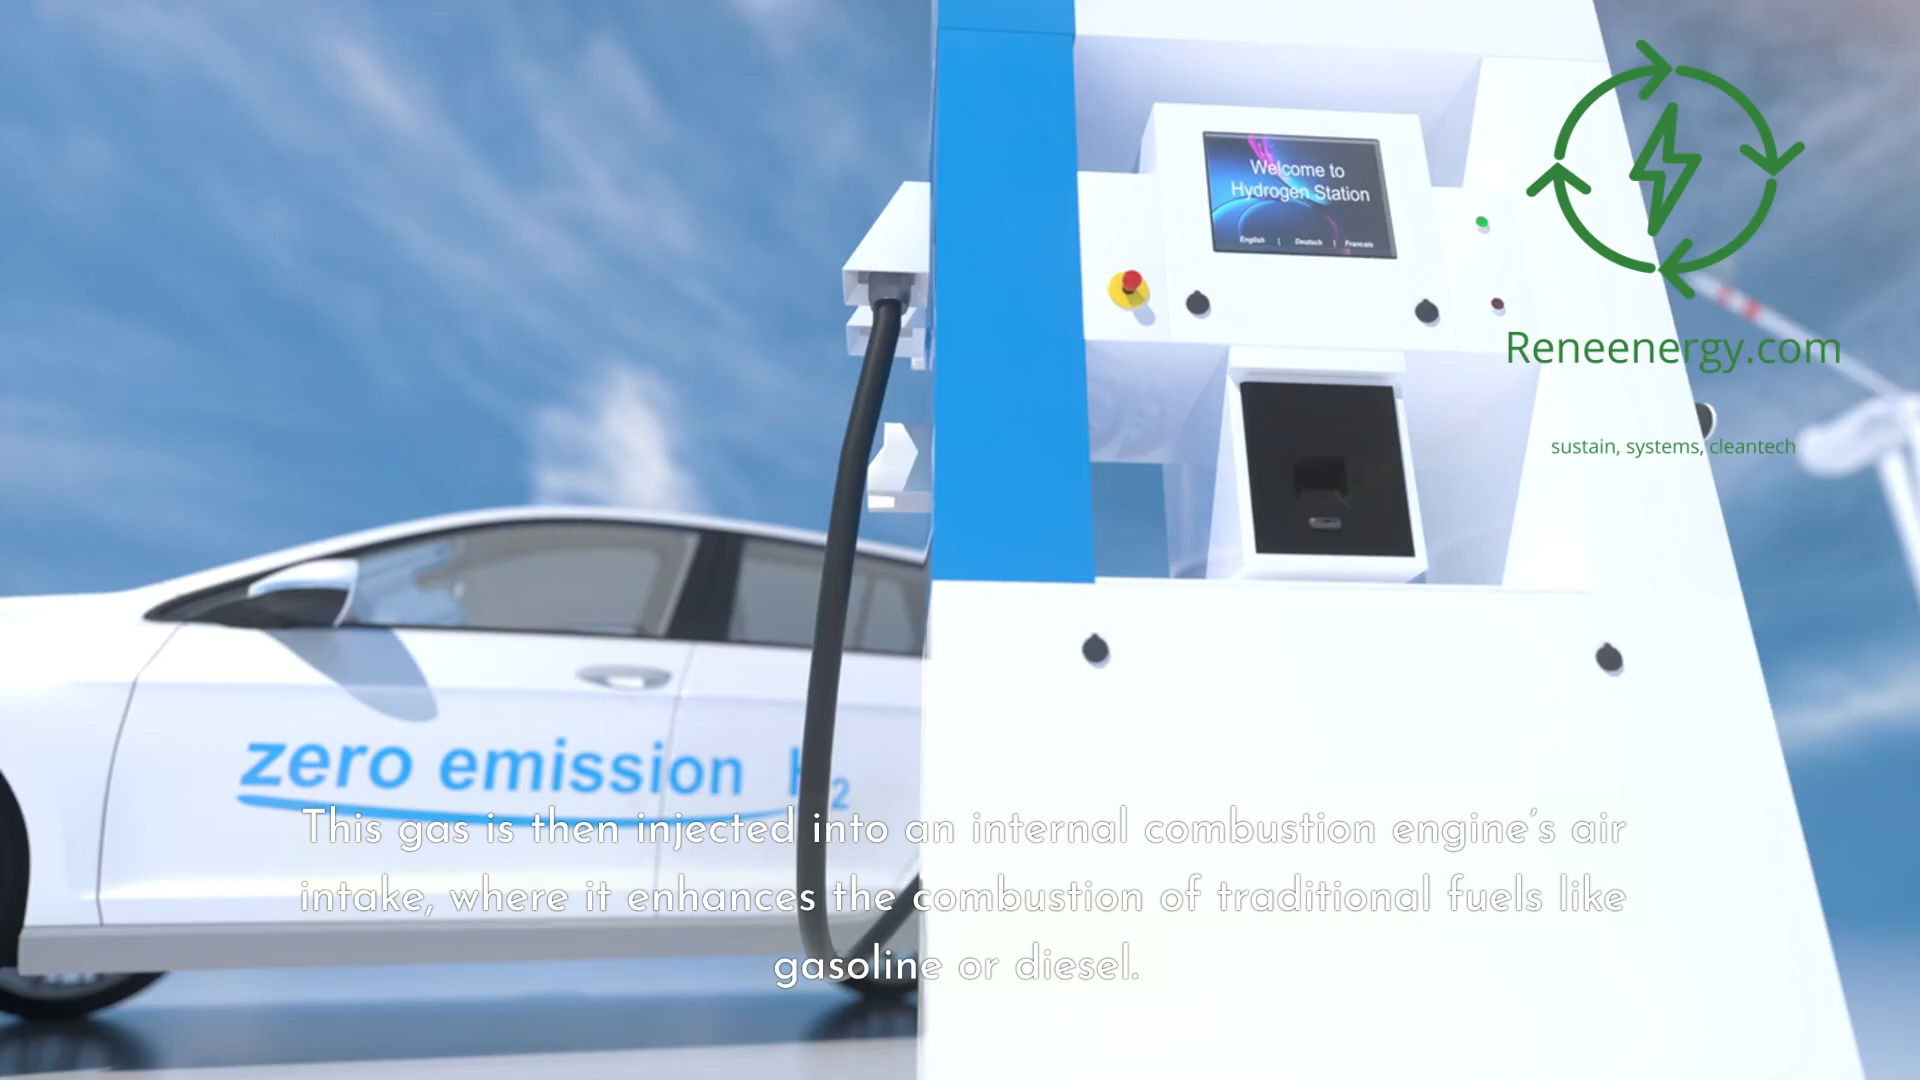 Welcome to
Hydrogen Station
English | Deutsch | Francais
Reneenergy.com
sustain, systems, cleantech
zero emission H2
This gas is then injected into an internal combustion engine’s air
intake, where it enhances the combustion of traditional fuels like
gasoline or diesel.